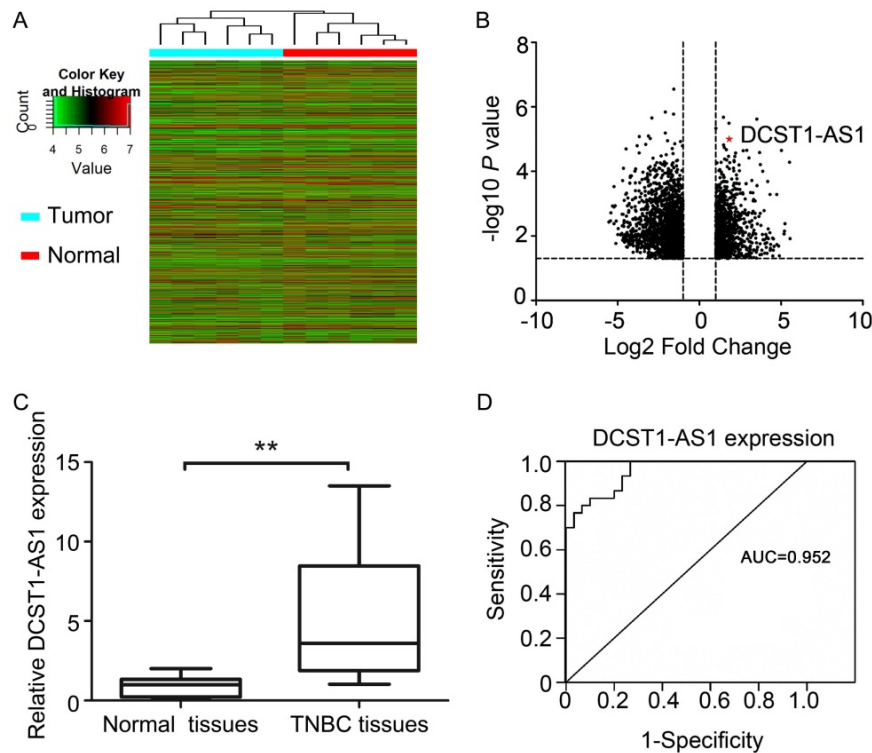 A
Color Key
and Histogram
Count
0
4 5 6 7
Value
Tumor
Normal
B
8
6
4
2
0
-log10 P value
DCST1-AS1
-10 -5 0 5 10
Log2 Fold Change
C
Relative DCST1-AS1 expression
15
10
5
0
**
Normal tissues TNBC tissues
D
DCST1-AS1 expression
Sensitivity
1.0
0.8
0.6
0.4
0.2
0
AUC=0.952
0 0.2 0.4 0.6 0.8 1.0
1-Specificity